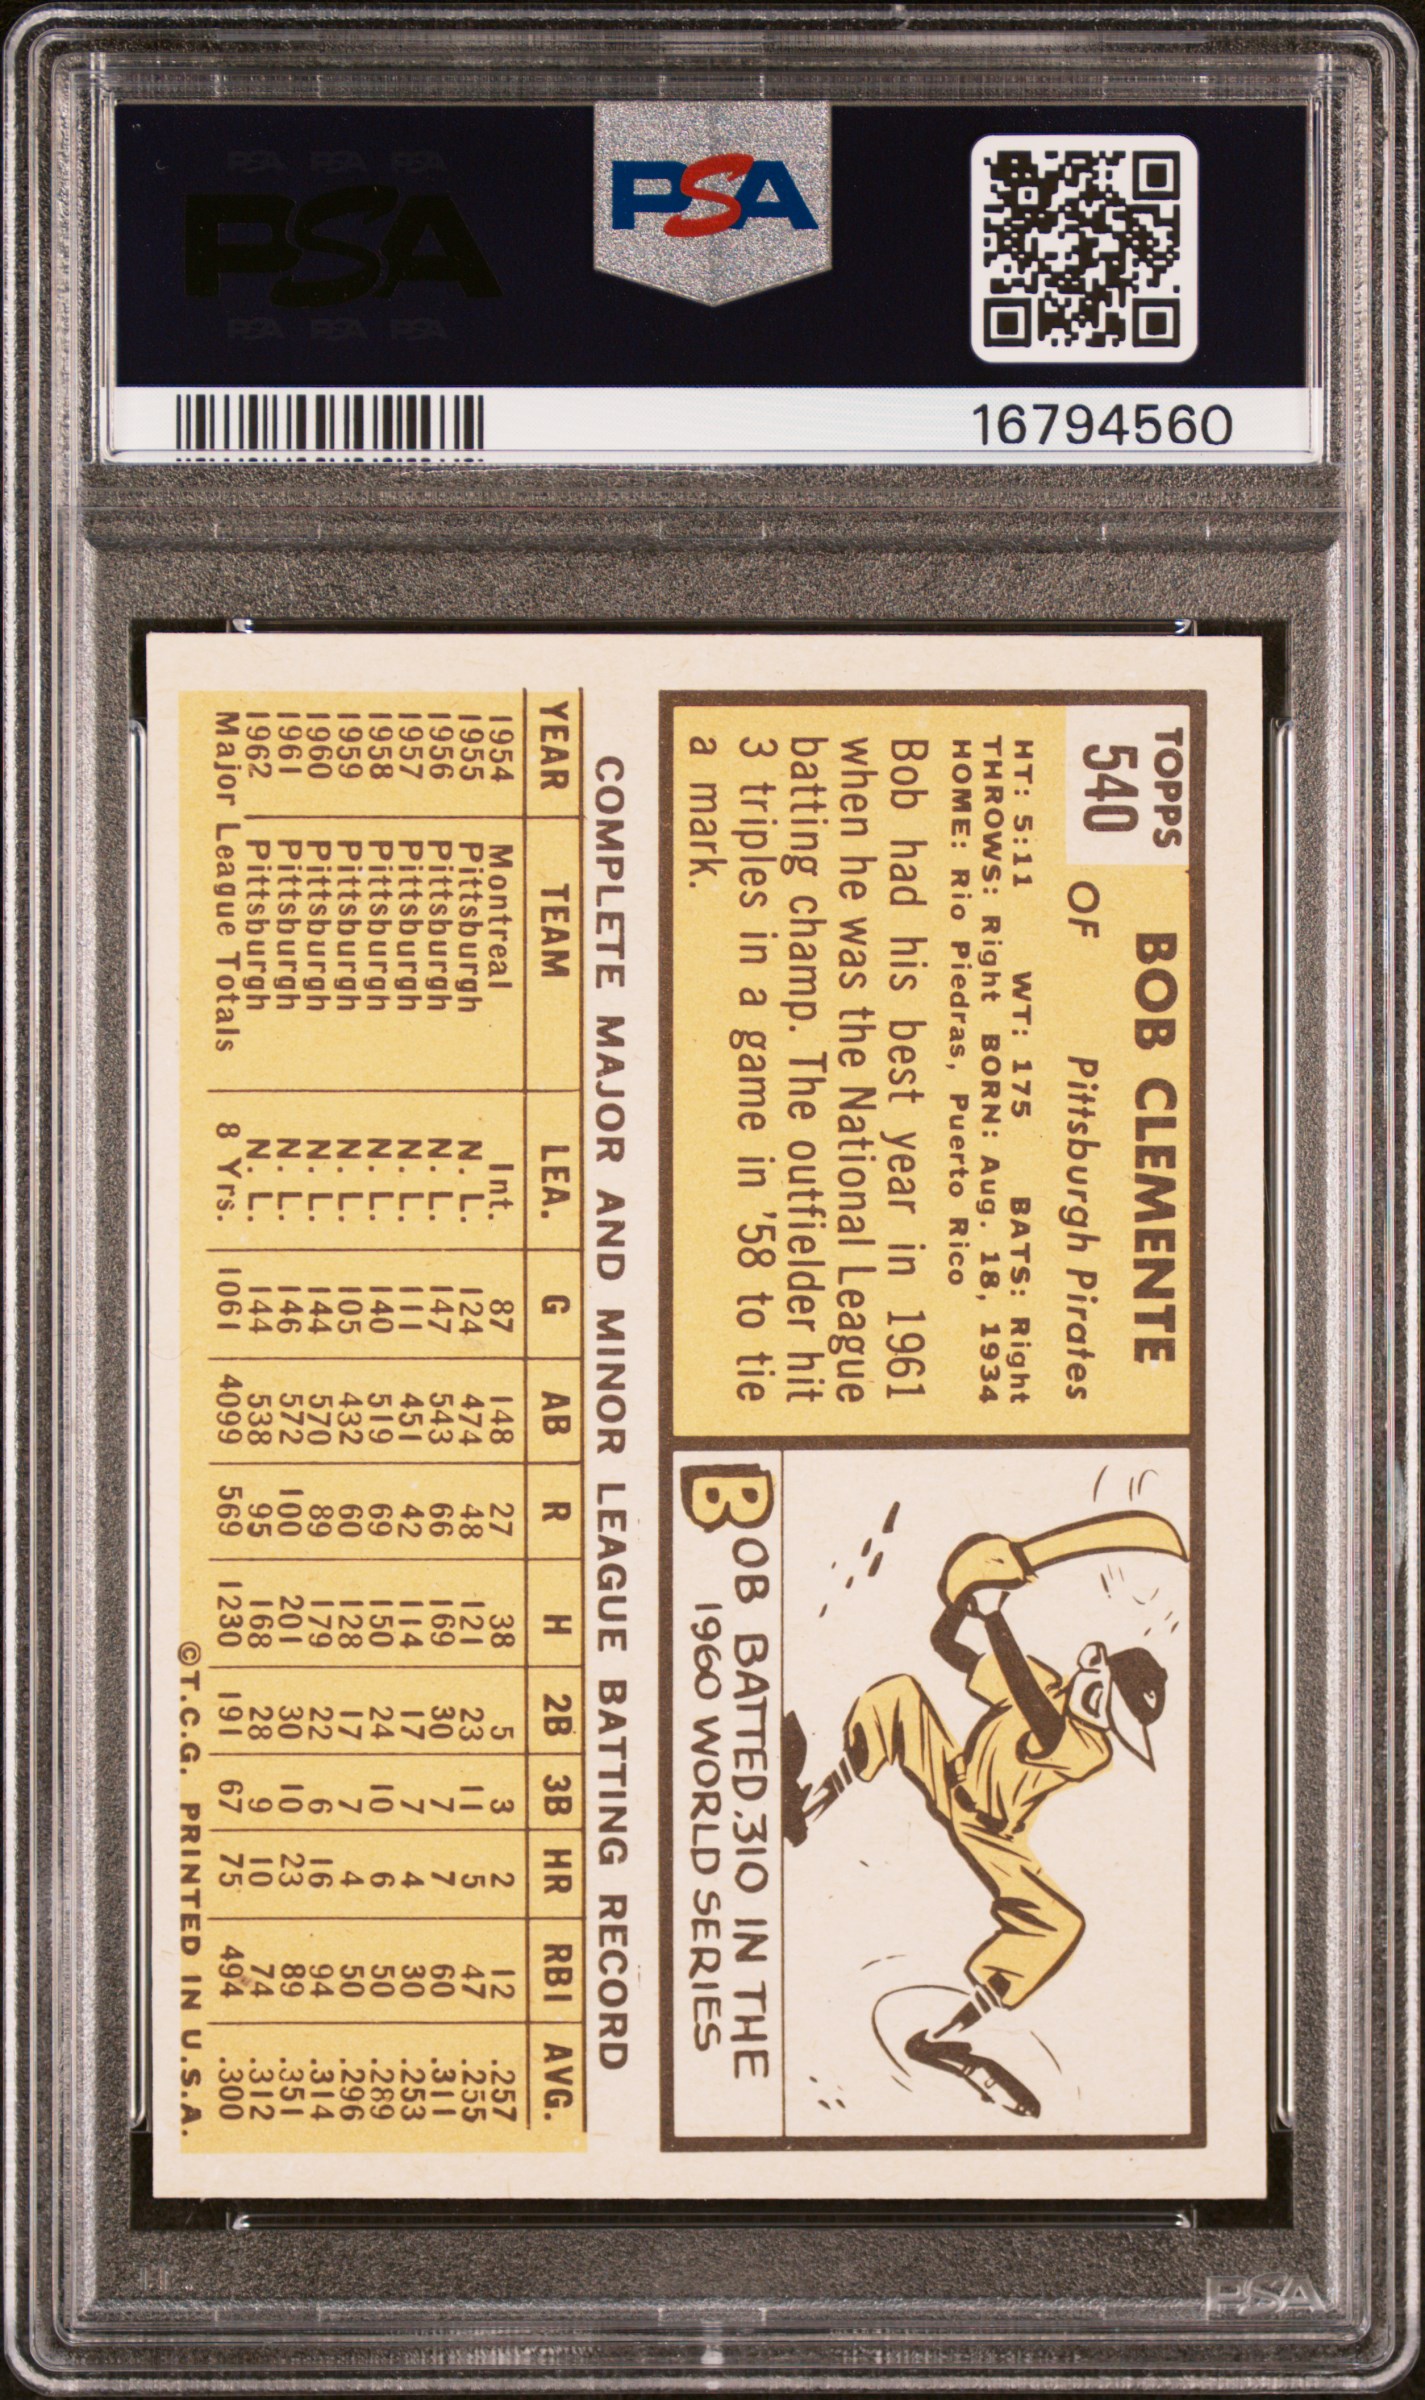 PSA PSA PSA
PSA
PSA PSA PSA
PSA
16794560
TOPPS
540
BOB CLEMENTE
OF Pittsburgh Pirates
HT: 5:11 WT: 175 BATS: Right
THROWS: Right BORN: Aug. 18, 1934
HOME: Rio Piedras, Puerto Rico
Bob had his best year in 1961
when he was the National League
batting champ. The outfielder hit
3 triples in a game in '58 to tie
a mark.
BOB BATTED .310 IN THE
1960 WORLD SERIES
COMPLETE MAJOR AND MINOR LEAGUE BATTING RECORD
YEAR TEAM LEA. G AB R H 2B 3B HR RBI AVG.
1954 Montreal Int. 87 148 27 38 5 3 2 12 .257
1955 Pittsburgh N. L. 124 474 48 121 23 11 5 47 .255
1956 Pittsburgh N. L. 147 543 66 169 30 7 7 60 .311
1957 Pittsburgh N. L. 111 451 42 114 17 7 4 30 .253
1958 Pittsburgh N. L. 140 519 69 150 24 10 6 50 .289
1959 Pittsburgh N. L. 105 432 60 128 17 7 4 50 .296
1960 Pittsburgh N. L. 144 570 89 179 22 6 16 94 .314
1961 Pittsburgh N. L. 146 572 100 201 30 10 23 89 .351
1962 Pittsburgh N. L. 144 538 95 168 28 9 10 74 .312
Major League Totals 8 Yrs. 1061 4099 569 1230 191 67 75 494 .300
©T.C.G. PRINTED IN U.S.A.
PSA